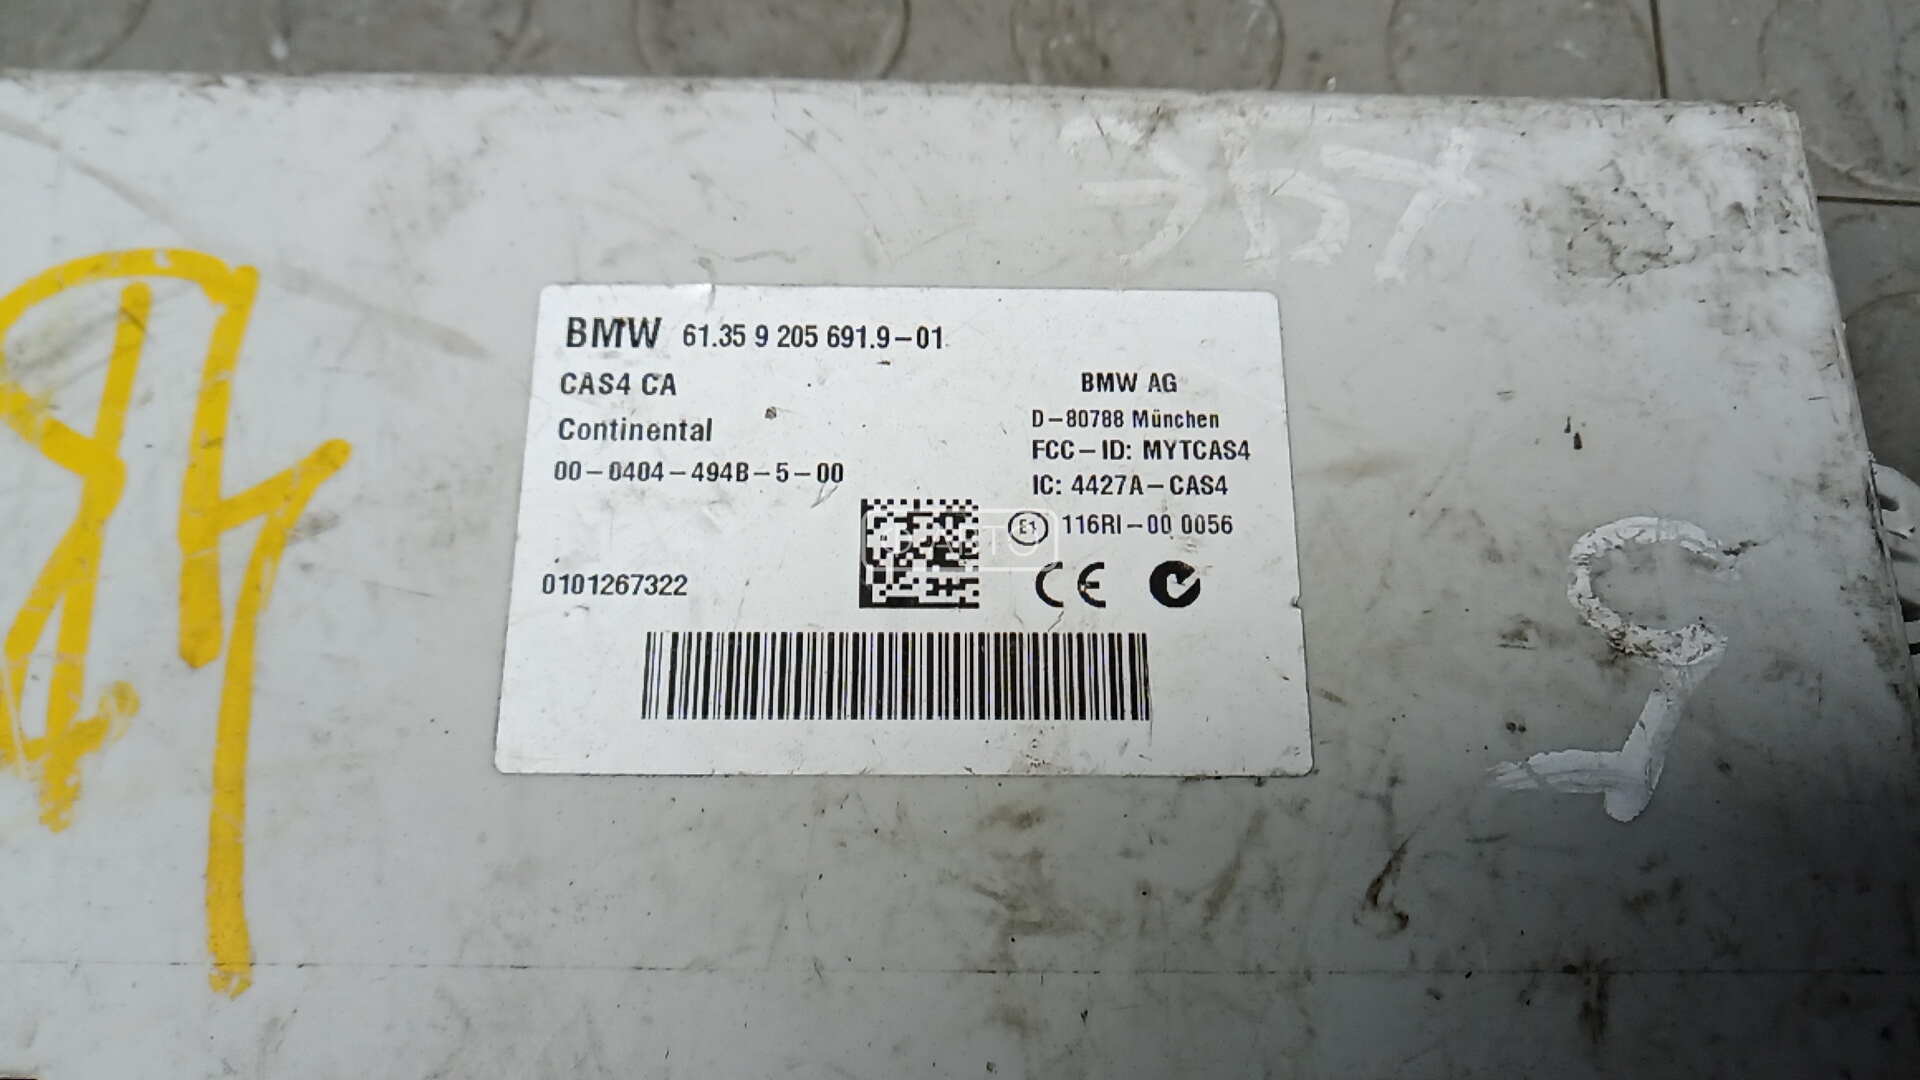 BMW 61.35 9 205 691.9-01
CAS4 CA
Continental
00-0404-494B-5-00
0101267322
BMW AG
D-80788 München
FCC-ID: MYTCAS4
IC: 4427A-CAS4
E1 116RI-00 0056
CE